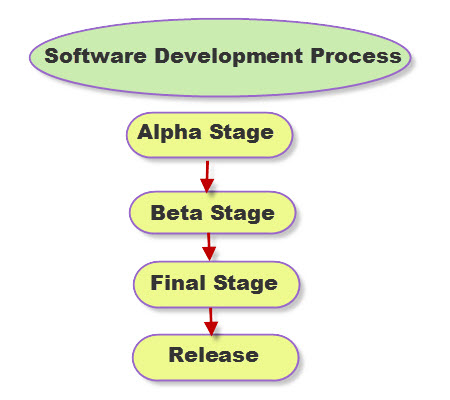 Software Development Process
Alpha Stage
Beta Stage
Final Stage
Release